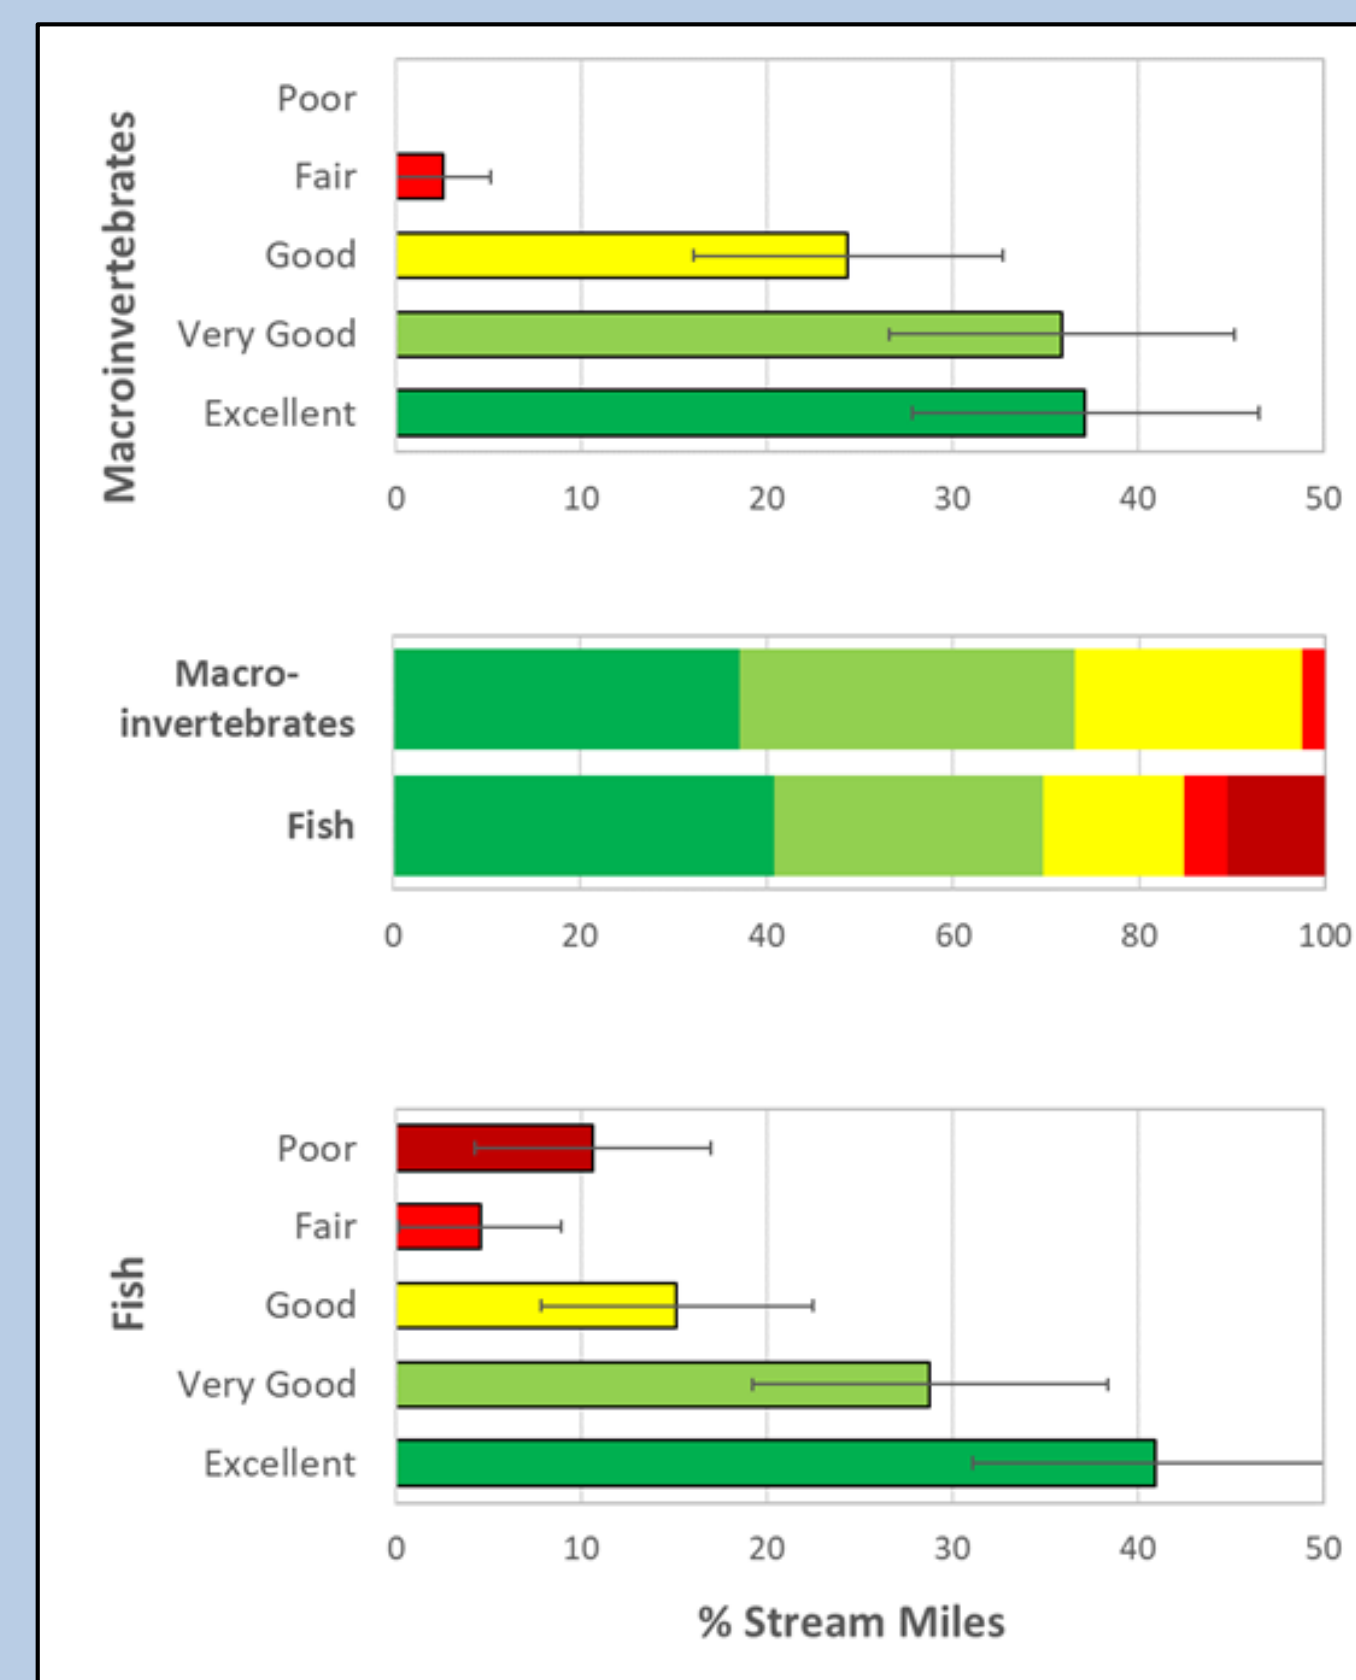 Macroinvertebrates
Poor
Fair
Good
Very Good
Excellent
0 10 20 30 40 50
Macro-
invertebrates
Fish
0 20 40 60 80 100
Fish
Poor
Fair
Good
Very Good
Excellent
0 10 20 30 40 50
% Stream Miles